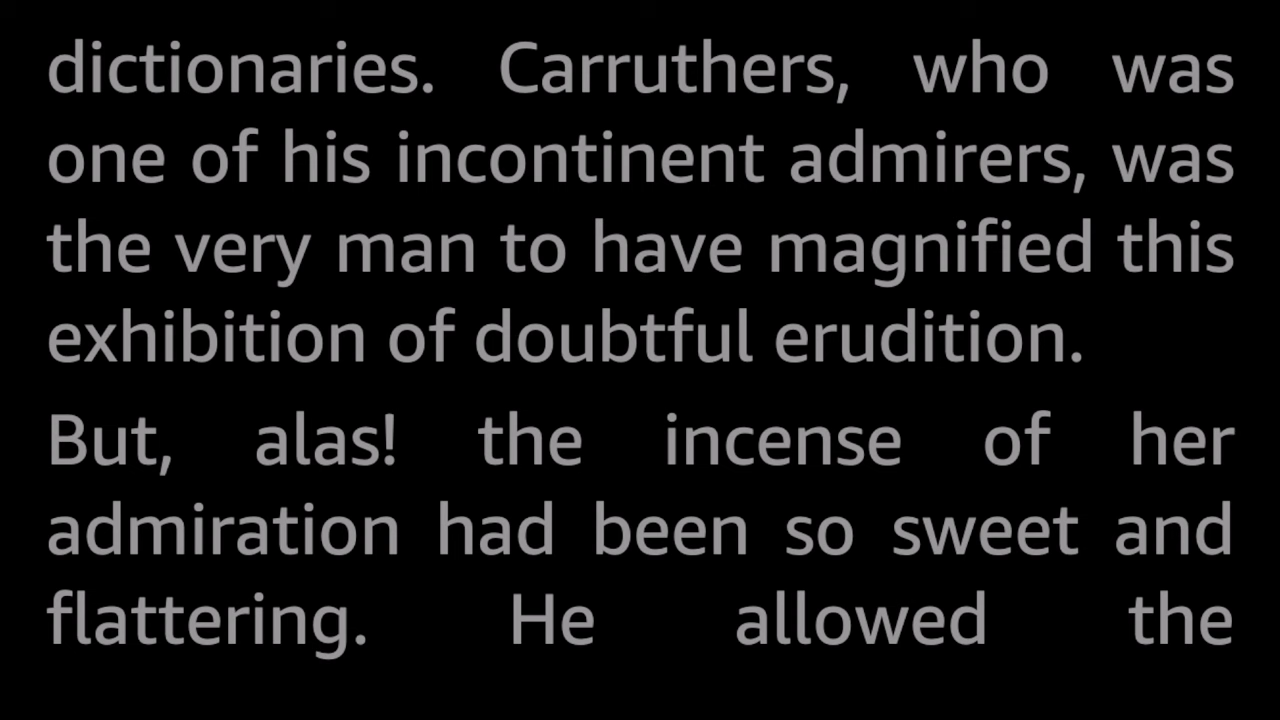 dictionaries. Carruthers, who was
one of his incontinent admirers, was
the very man to have magnified this
exhibition of doubtful erudition.
But, alas! the incense of her
admiration had been so sweet and
flattering. He allowed the